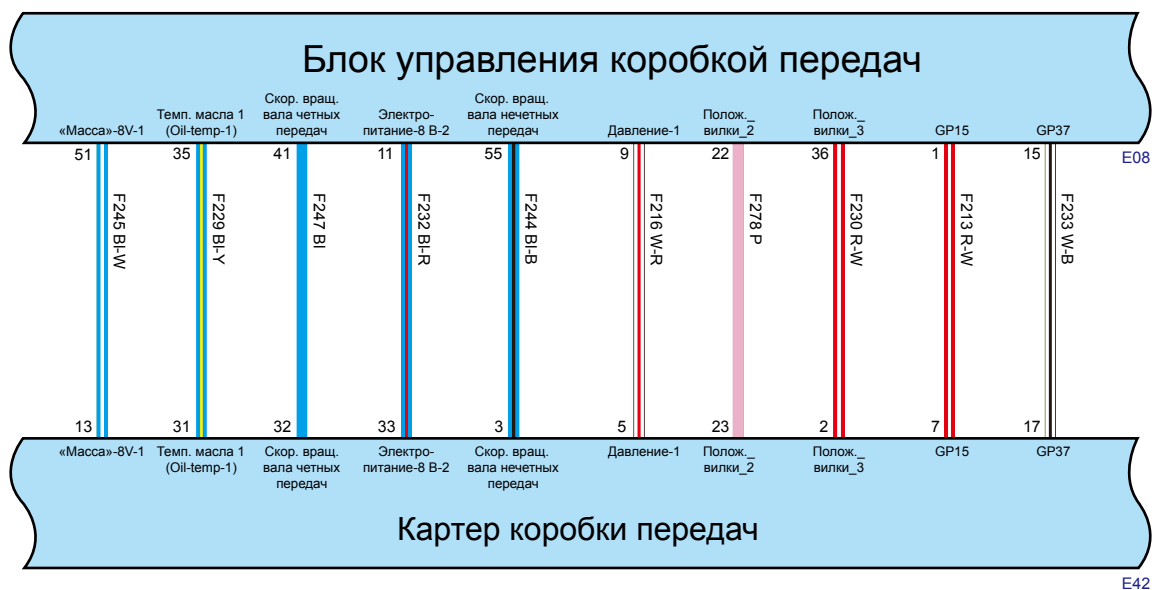 Блок управления коробкой передач
«Масса»-8V-1
Темп. масла 1
(Oil-temp-1)
Скор. вращ.
вала четных
передач
Электро-
питание-8 В-2
Скор. вращ.
вала нечетных
передач
Давление-1
Полож._
вилки_2
Полож._
вилки_3
GP15
GP37
51 35 41 11 55 9 22 36 1 15
E08
F245 Bl-W
F229 Bl-Y
F247 Bl
F232 Bl-R
F244 Bl-B
F216 W-R
F278 P
F230 R-W
F213 R-W
F233 W-B
13 31 32 33 3 5 23 2 7 17
«Масса»-8V-1
Темп. масла 1
(Oil-temp-1)
Скор. вращ.
вала четных
передач
Электро-
питание-8 В-2
Скор. вращ.
вала нечетных
передач
Давление-1
Полож._
вилки_2
Полож._
вилки_3
GP15
GP37
Картер коробки передач
E42